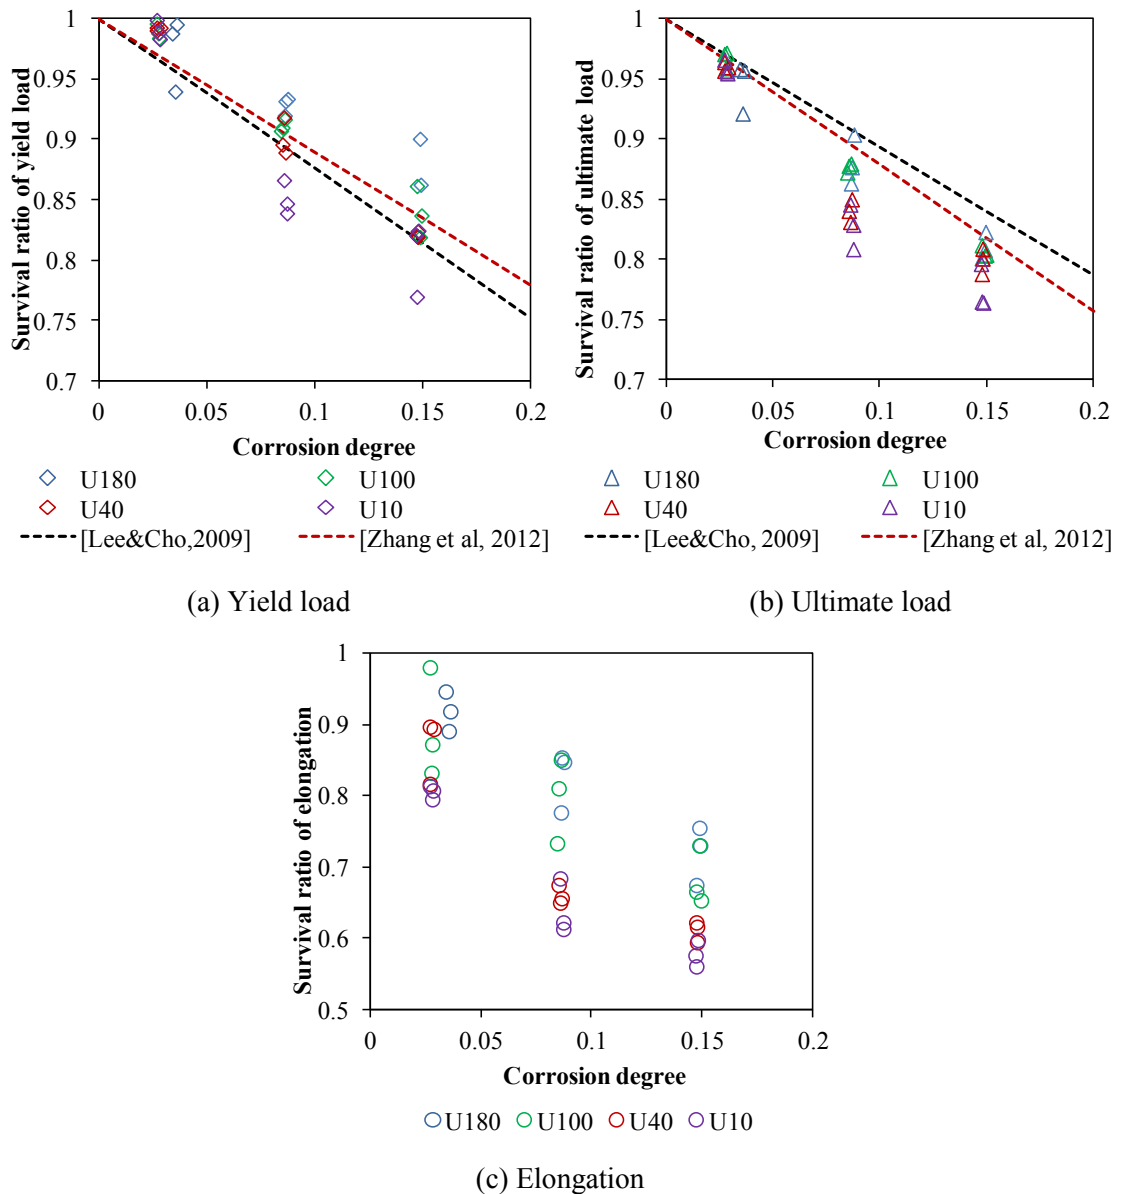 Survival ratio of yield load
1
0.95
0.9
0.85
0.8
0.75
0.7
0 0.05 0.1 0.15 0.2
Corrosion degree
U180 U100
U40 U10
[Lee&Cho,2009] [Zhang et al, 2012]
(a) Yield load
Survival ratio of ultimate load
1
0.95
0.9
0.85
0.8
0.75
0.7
0 0.05 0.1 0.15 0.2
Corrosion degree
U180 U100
U40 U10
[Lee&Cho, 2009] [Zhang et al, 2012]
(b) Ultimate load
Survival ratio of elongation
1
0.9
0.8
0.7
0.6
0.5
0 0.05 0.1 0.15 0.2
Corrosion degree
U180 U100 U40 U10
(c) Elongation